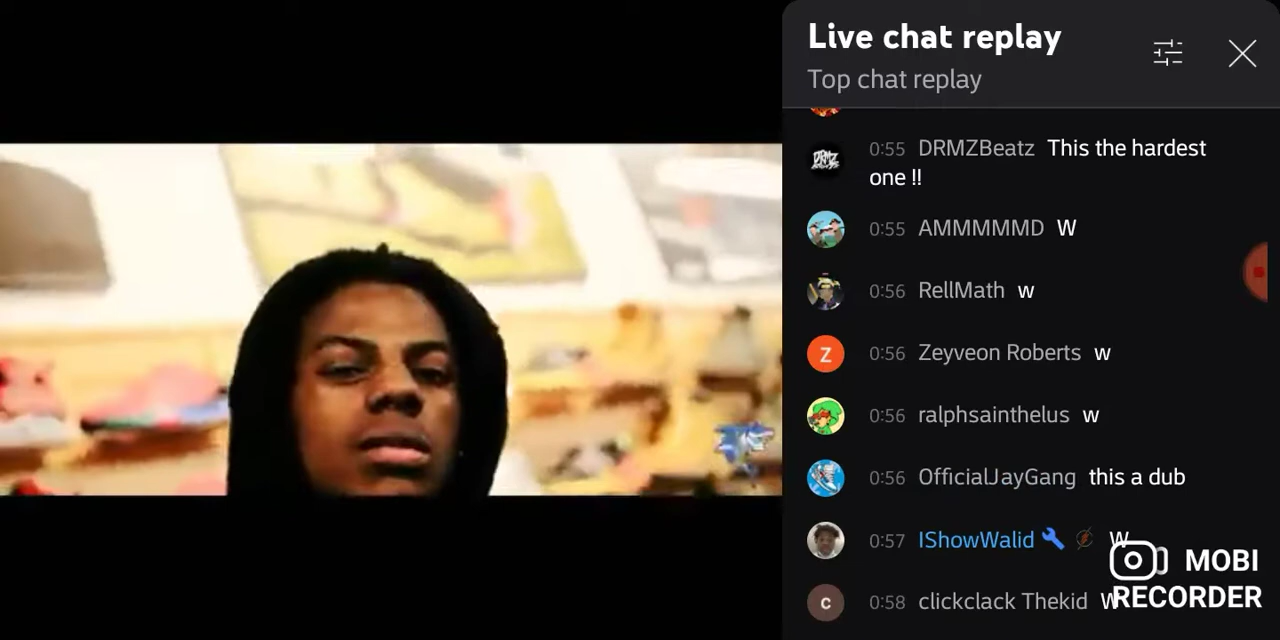 Live chat replay
Top chat replay
0:55 DRMZBeatz This the hardest
one !!
0:55 AMMMMMD W
0:56 RellMath w
Z
0:56 Zeyveon Roberts w
0:56 ralphsainthelus w
0:56 OfficialJayGang this a dub
0:57 IShowWalid W
c
0:58 clickclack Thekid W
MOBI
RECORDER